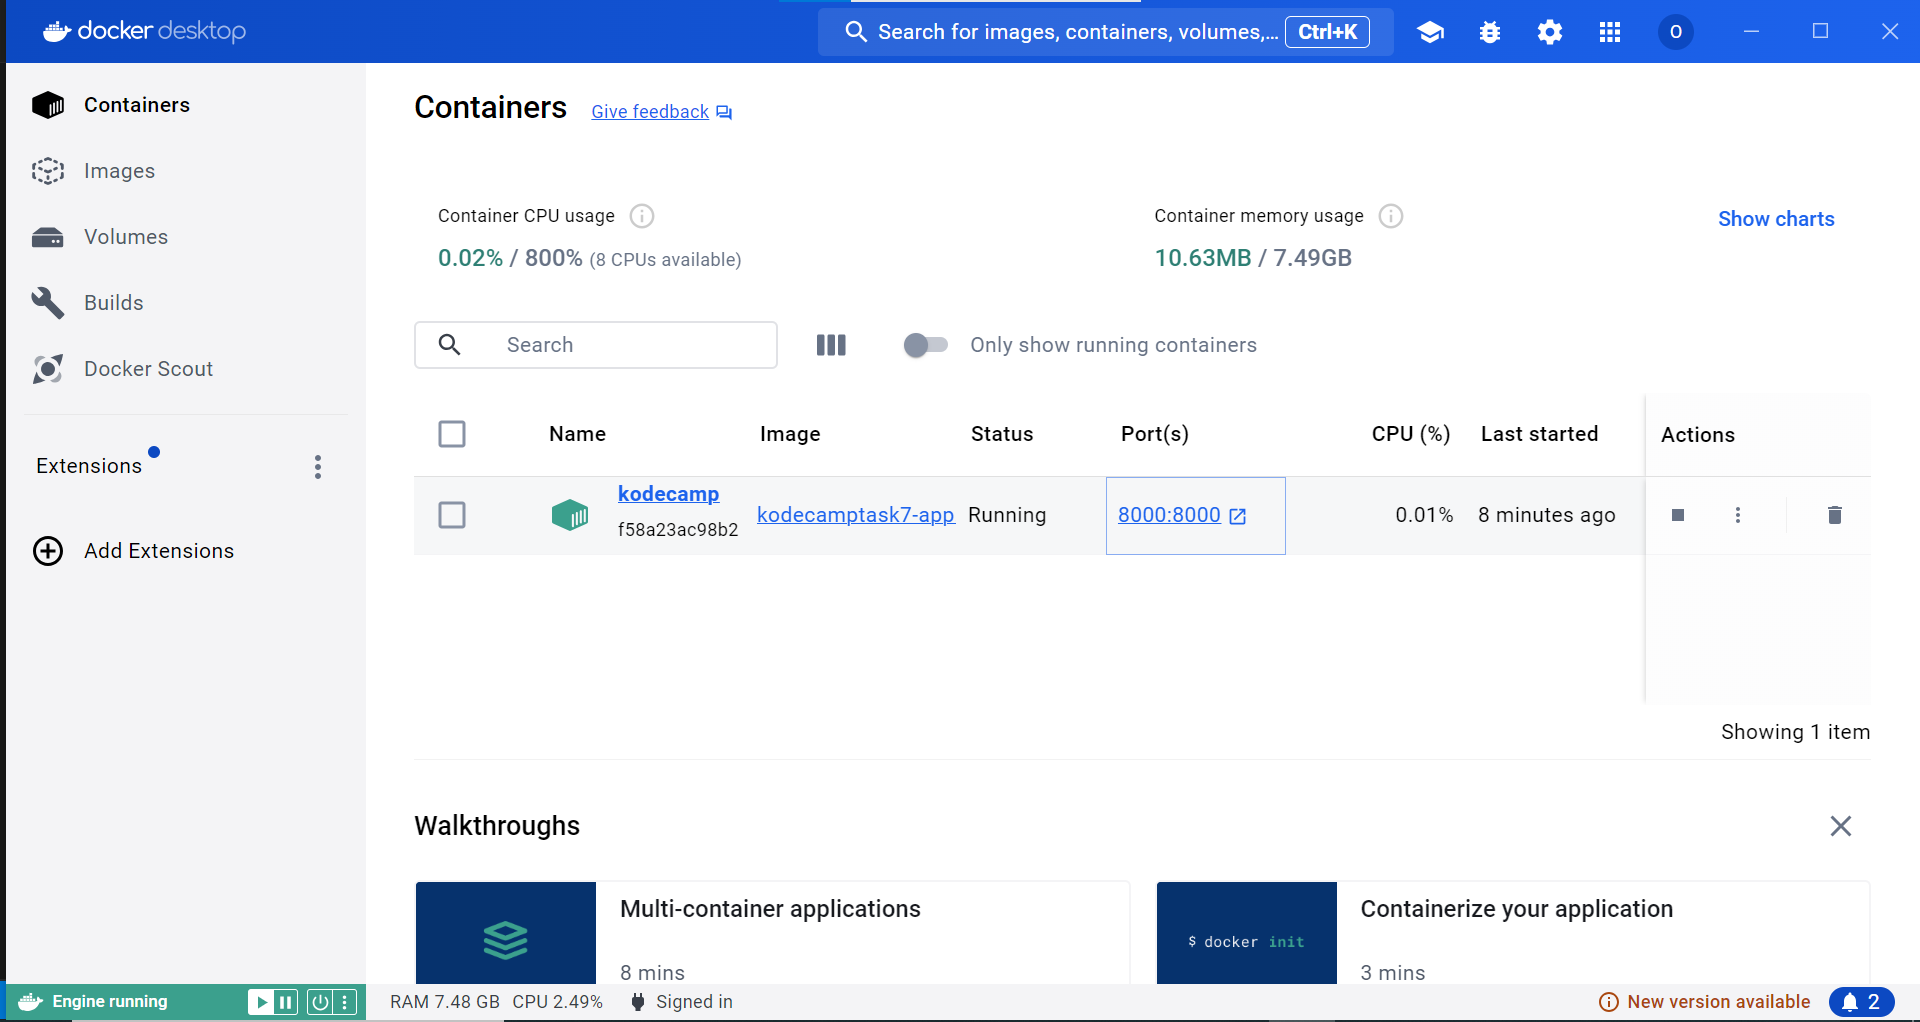 docker desktop
Search for images, containers, volumes,... Ctrl+K
O
Containers
Images
Volumes
Builds
Docker Scout
Extensions
Add Extensions
Containers Give feedback
Container CPU usage
0.02% / 800% (8 CPUs available)
Container memory usage
10.63MB / 7.49GB
Show charts
Search
Only show running containers
Name Image Status Port(s) CPU (%) Last started Actions
kodecamp
f58a23ac98b2
kodecamptask7-app Running 8000:8000 0.01% 8 minutes ago
Showing 1 item
Walkthroughs
Multi-container applications
8 mins
$ docker init
Containerize your application
3 mins
Engine running
RAM 7.48 GB CPU 2.49% Signed in
New version available
2